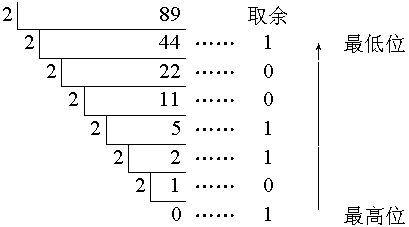 2 89 取余
2 44 …… 1 最低位
2 22 …… 0
2 11 …… 0
2 5 …… 1
2 2 …… 1
2 1 …… 0
0 …… 1 最高位